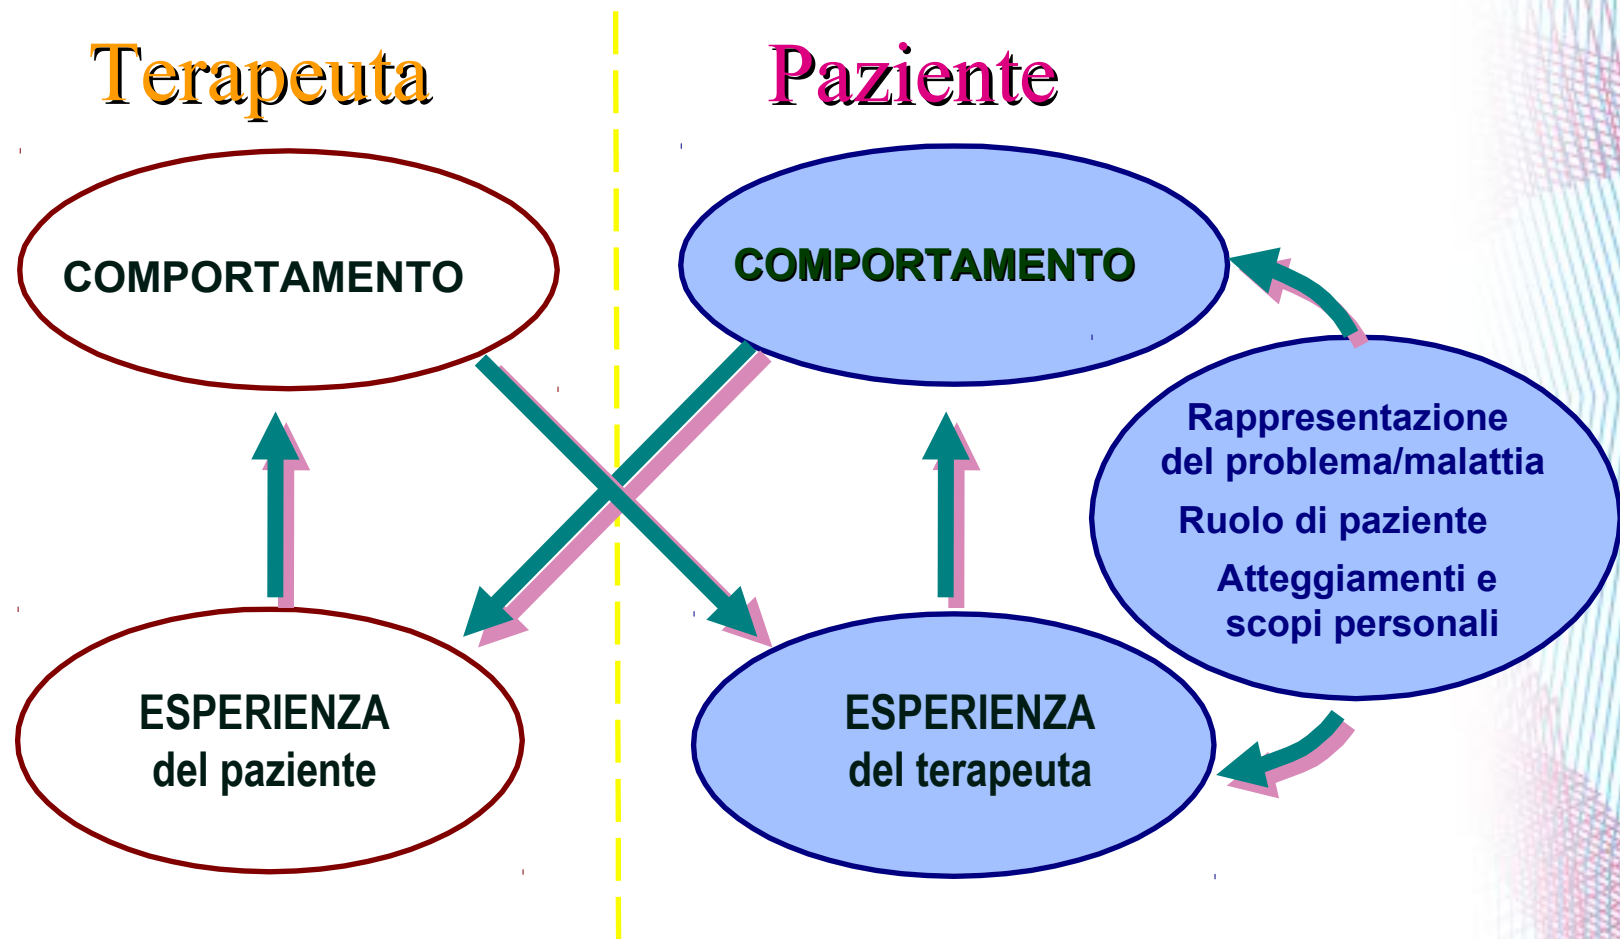 Terapeuta
Paziente
COMPORTAMENTO
COMPORTAMENTO
Rappresentazione
del problema/malattia
Ruolo di paziente
Atteggiamenti e
scopi personali
ESPERIENZA
del paziente
ESPERIENZA
del terapeuta